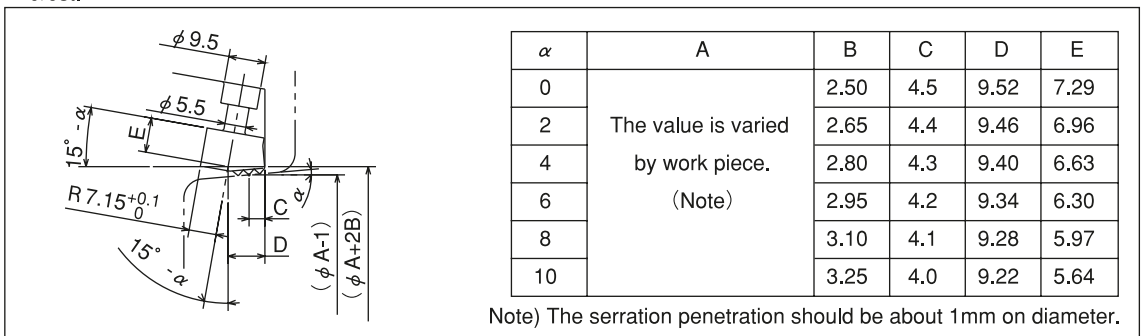 φ9.5
φ5.5
15° -α
E
R7.15+0.1 0
15° -α
C
D
α
(φA-1)
(φA+2B)
α A B C D E
0 2.50 4.5 9.52 7.29
2 The value is varied 2.65 4.4 9.46 6.96
4 by work piece. 2.80 4.3 9.40 6.63
6 (Note) 2.95 4.2 9.34 6.30
8 3.10 4.1 9.28 5.97
10 3.25 4.0 9.22 5.64
Note) The serration penetration should be about 1mm on diameter.